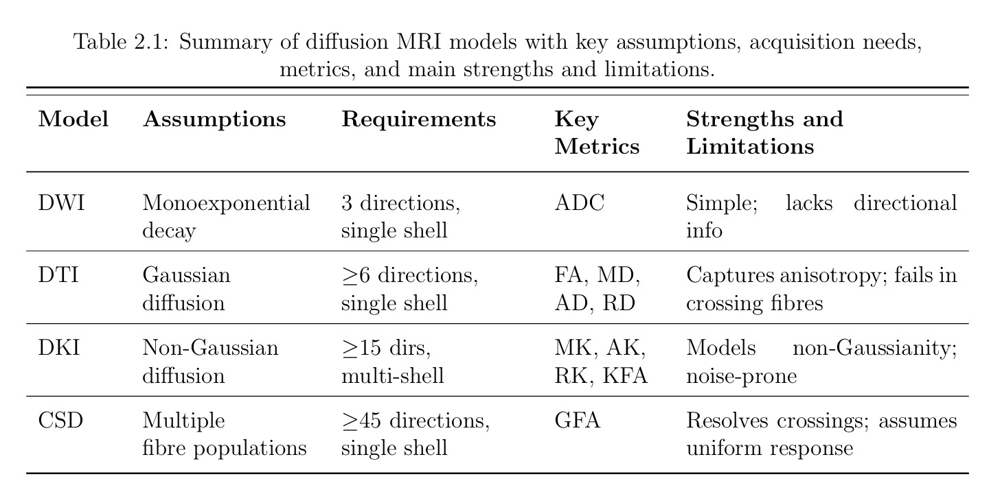 Table 2.1: Summary of diffusion MRI models with key assumptions, acquisition needs,
metrics, and main strengths and limitations.
Model Assumptions Requirements Key Metrics Strengths and Limitations
DWI Monoexponential decay 3 directions, single shell ADC Simple; lacks directional info
DTI Gaussian diffusion ≥6 directions, single shell FA, MD, AD, RD Captures anisotropy; fails in crossing fibres
DKI Non-Gaussian diffusion ≥15 dirs, multi-shell MK, AK, RK, KFA Models non-Gaussianity; noise-prone
CSD Multiple fibre populations ≥45 directions, single shell GFA Resolves crossings; assumes uniform response